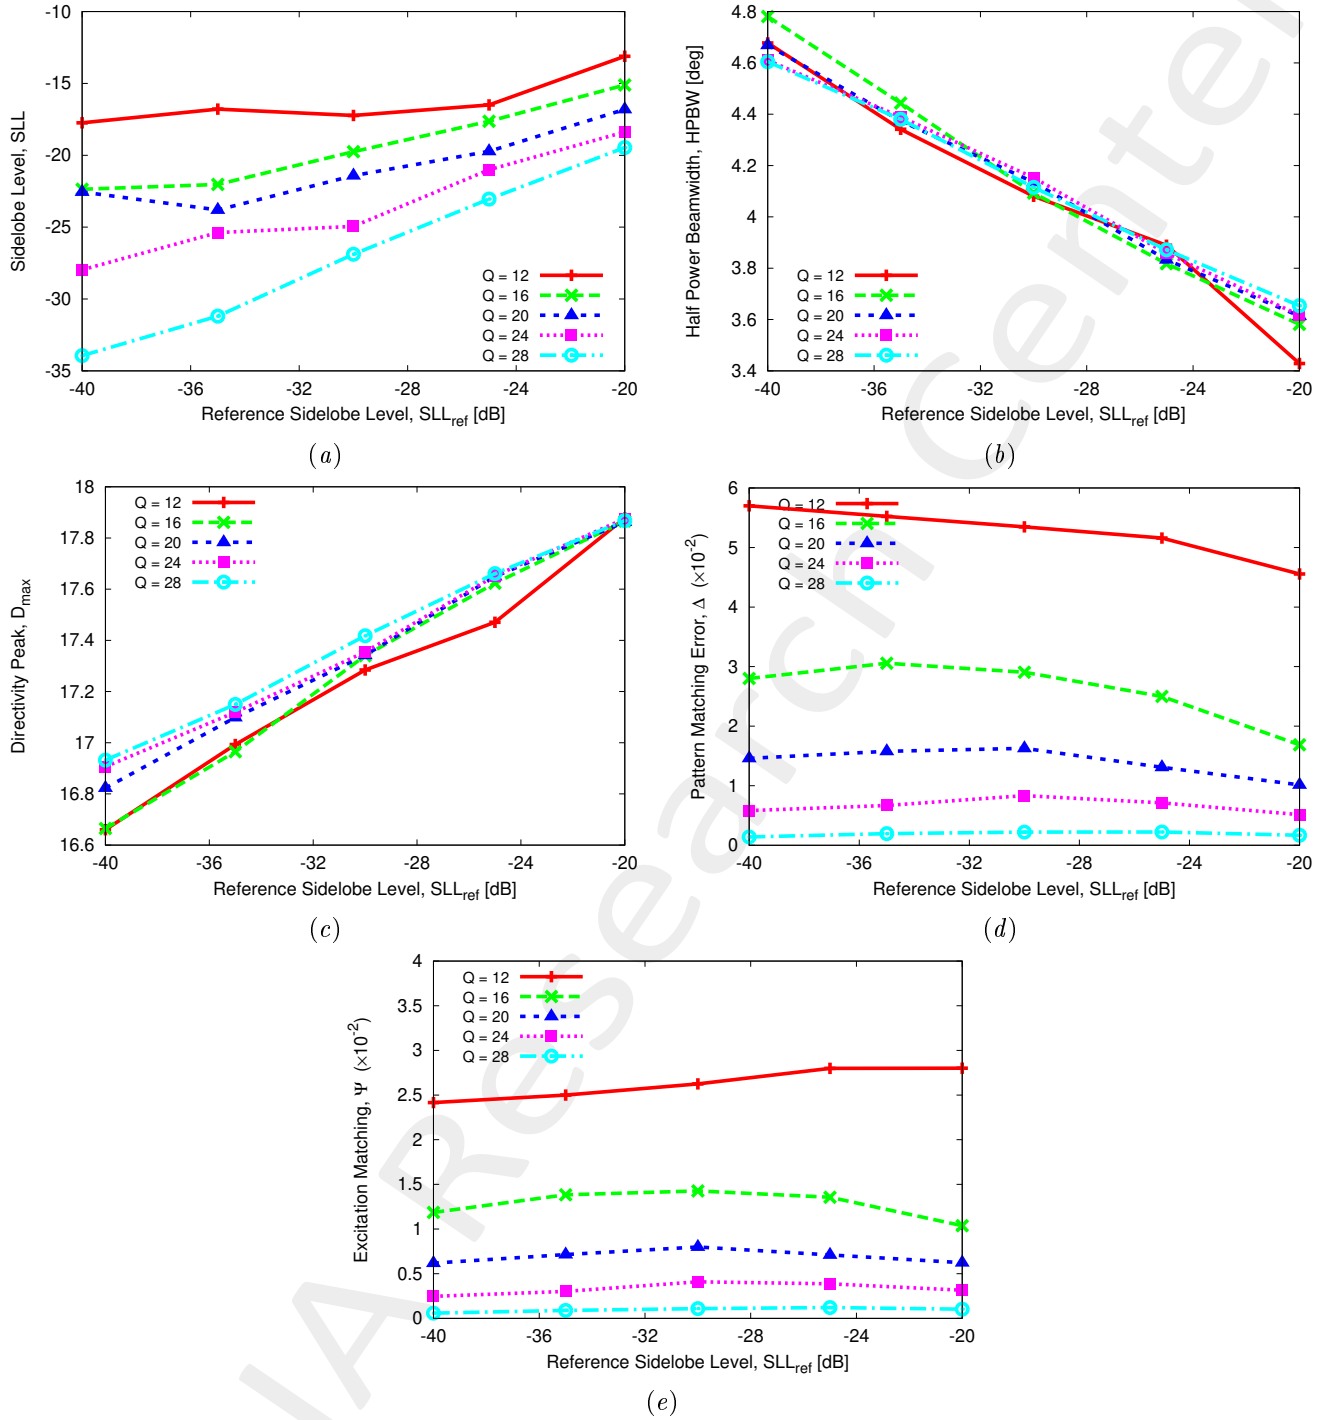 -10
-15
-20
-25
-30
-35
-40
-36
-32
-28
-24
-20
Sidelobe Level, SLL
Reference Sidelobe Level, SLLref [dB]
Q = 12
Q = 16
Q = 20
Q = 24
Q = 28
(a)
4.8
4.6
4.4
4.2
4
3.8
3.6
3.4
-40
-36
-32
-28
-24
-20
Half Power Beamwidth, HPBW [deg]
Reference Sidelobe Level, SLLref [dB]
Q = 12
Q = 16
Q = 20
Q = 24
Q = 28
(b)
18
17.8
17.6
17.4
17.2
17
16.8
16.6
-40
-36
-32
-28
-24
-20
Directivity Peak, Dmax
Reference Sidelobe Level, SLLref [dB]
Q = 12
Q = 16
Q = 20
Q = 24
Q = 28
(c)
6
5
4
3
2
1
0
-40
-36
-32
-28
-24
-20
Pattern Matching Error, Δ (×10-2)
Reference Sidelobe Level, SLLref [dB]
Q = 12
Q = 16
Q = 20
Q = 24
Q = 28
(d)
4
3.5
3
2.5
2
1.5
1
0.5
0
-40
-36
-32
-28
-24
-20
Excitation Matching, Ψ (×10-2)
Reference Sidelobe Level, SLLref [dB]
Q = 12
Q = 16
Q = 20
Q = 24
Q = 28
(e)
IA Research Center